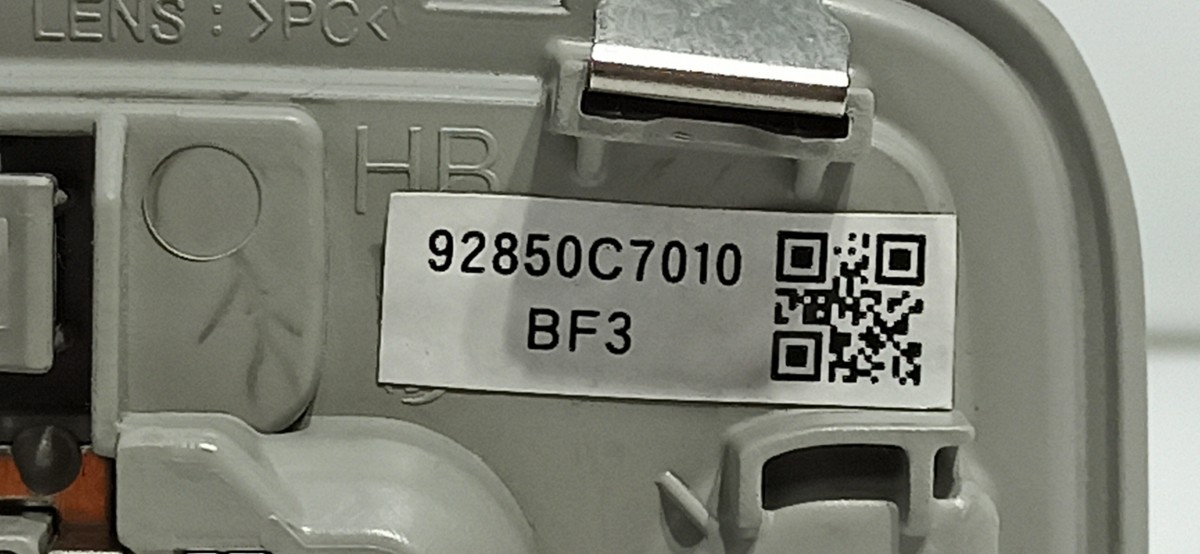 LENS : >PC<
HB
92850C7010
BF3